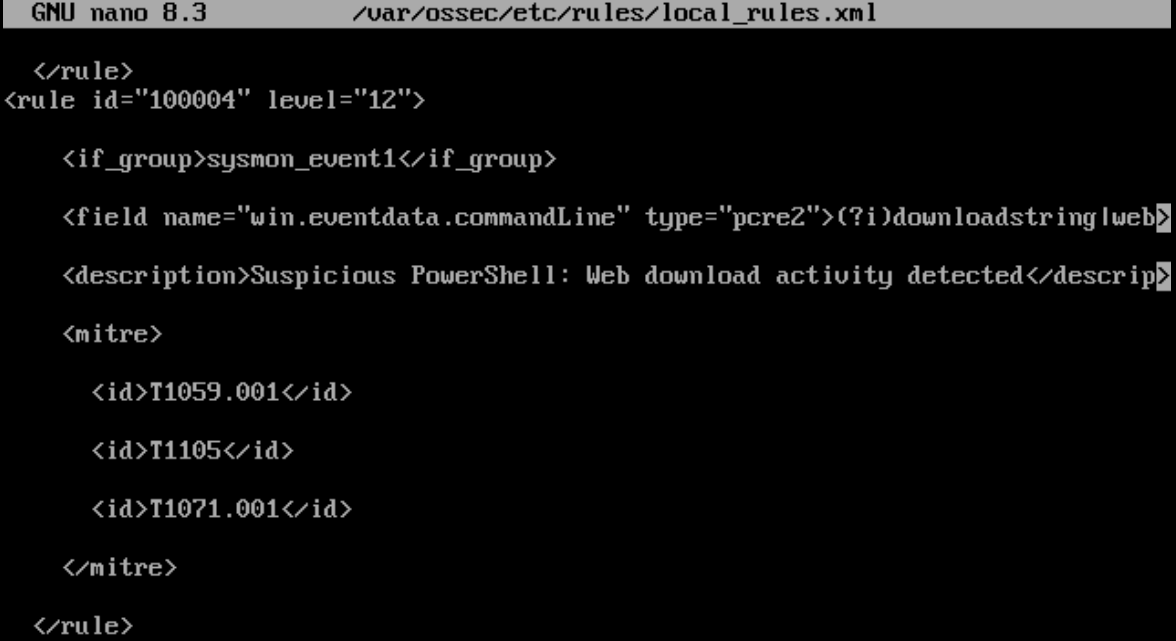 GNU nano 8.3 /var/ossec/etc/rules/local_rules.xml
</rule>
<rule id="100004" level="12">
<if_group>sysmon_event1</if_group>
<field name="win.eventdata.commandLine" type="pcre2">(?i)downloadstring|web>
<description>Suspicious PowerShell: Web download activity detected</descrip>
<mitre>
<id>T1059.001</id>
<id>T1105</id>
<id>T1071.001</id>
</mitre>
</rule>